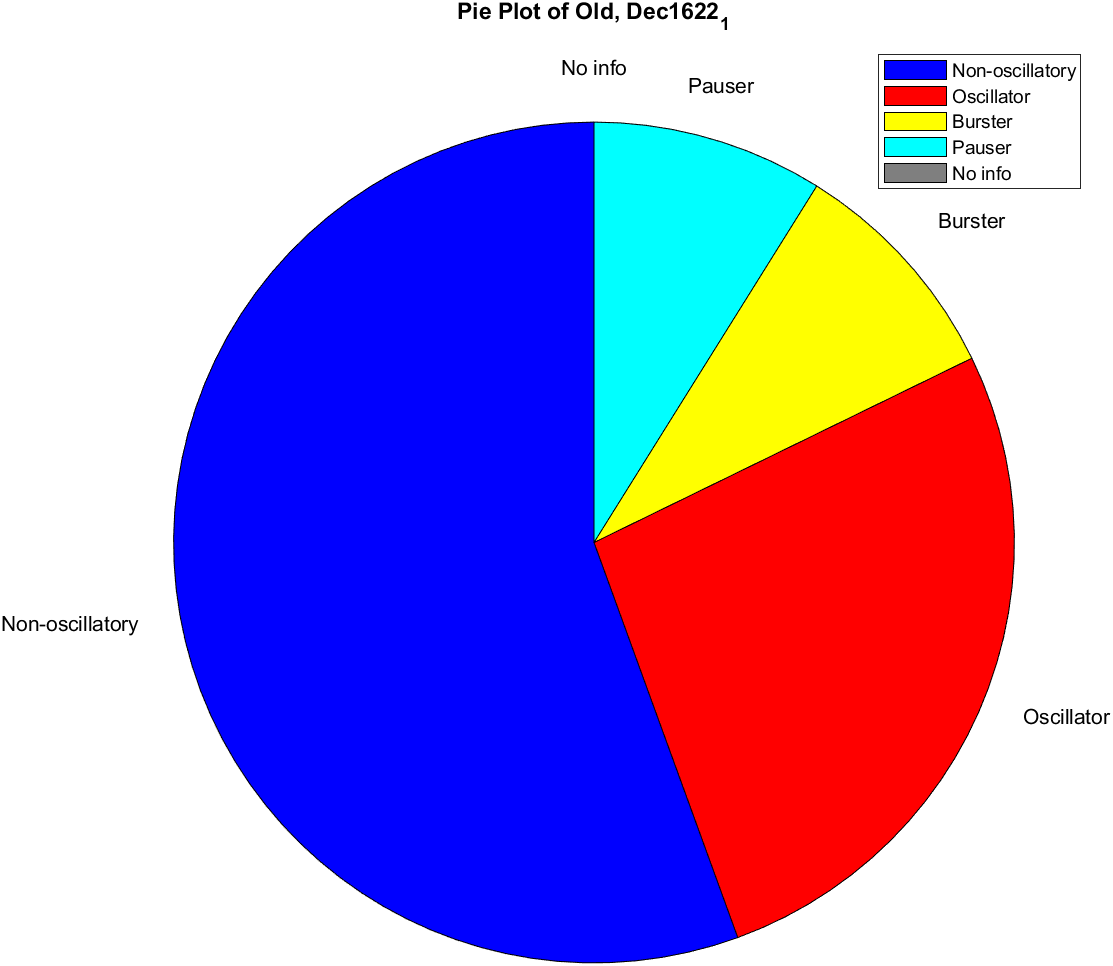 Pie Plot of Old, Dec1622₁
No info
Pauser
Non-oscillatory
Oscillator
Burster
Pauser
No info
Burster
Non-oscillatory
Oscillator